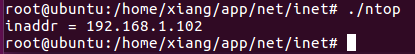 root@ubuntu:/home/xiang/app/net/inet# ./ntop
inaddr = 192.168.1.102
root@ubuntu:/home/xiang/app/net/inet#